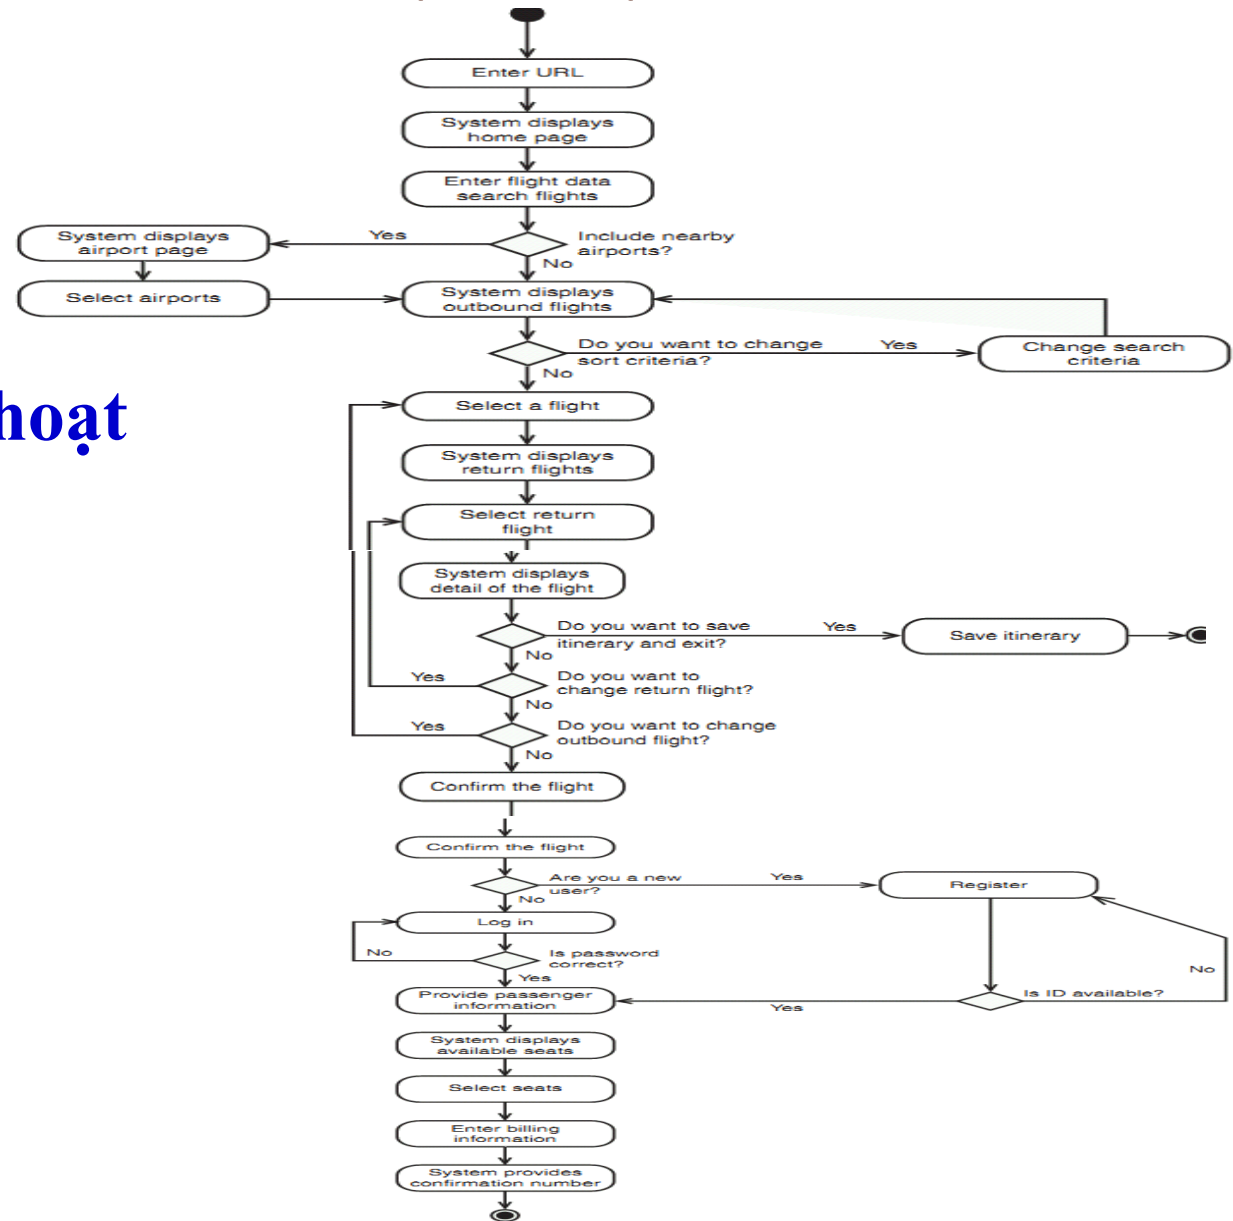 Enter URL
System displays
home page
Enter flight data
search flights
System displays
airport page
Yes
Include nearby
airports?
No
Select airports
System displays
outbound flights
Do you want to change
sort criteria?
Yes
Change search
criteria
No
Select a flight
hoạt
System displays
return flights
Select return
flight
System displays
detail of the flight
Do you want to save
itinerary and exit?
Yes
Save itinerary
No
Yes
Do you want to
change return flight?
No
Yes
Do you want to change
outbound flight?
No
Confirm the flight
Confirm the flight
Are you a new
user?
Yes
Register
No
Log in
No
Is password
correct?
Yes
No
Provide passenger
information
Yes
Is ID available?
System displays
available seats
Select seats
Enter billing
information
System provides
confirmation number